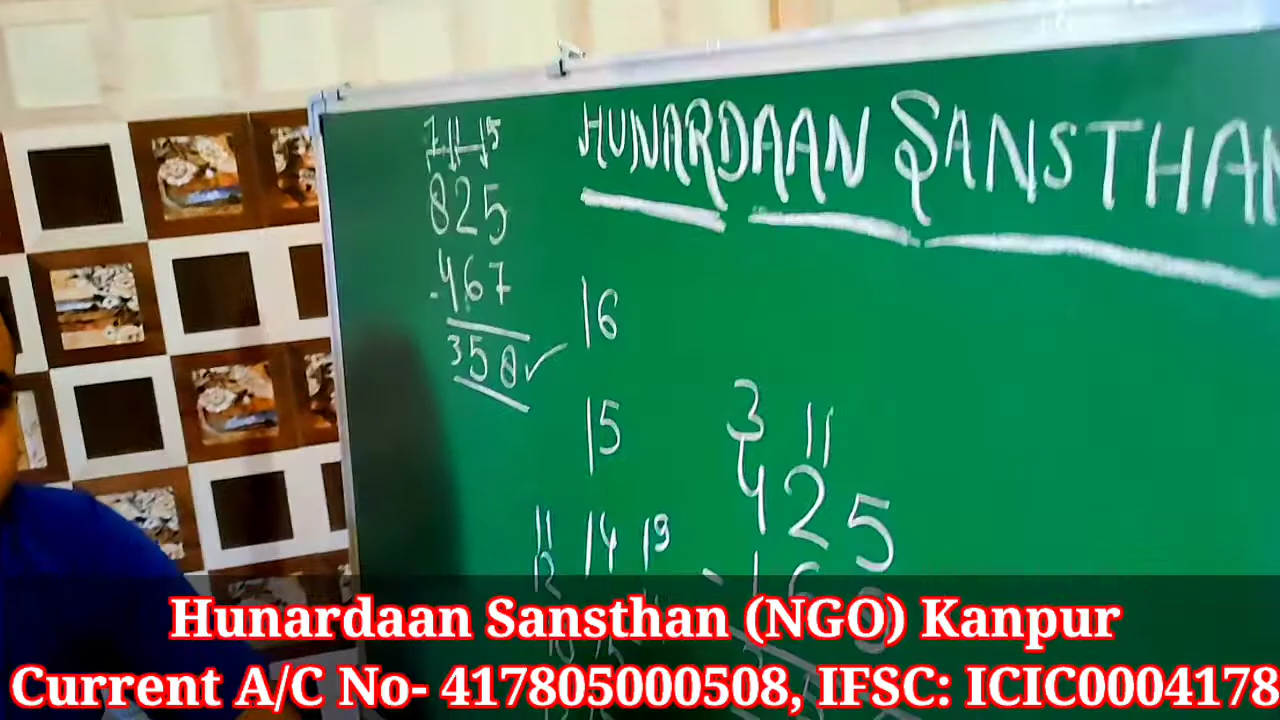 HUNARDAAN SANSTHAN
7 11 15
825
-467
358✓
16
15
3 11
425
11 14 19
12
Hunardaan Sansthan (NGO) Kanpur
Current A/C No- 417805000508, IFSC: ICIC0004178